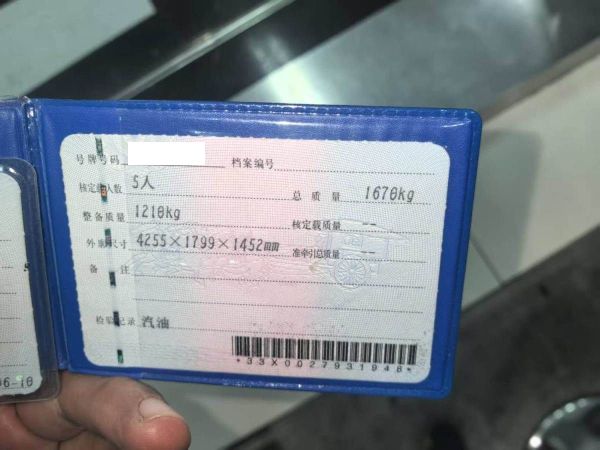 号牌号码 档案编号
核定载人数 5人 总质量 1670kg
整备质量 1210kg 核定载质量 --
外廓尺寸 4255×1799×1452mm 准牵引总质量 --
备注
检验记录 汽油
*33X0027931948*
6-10